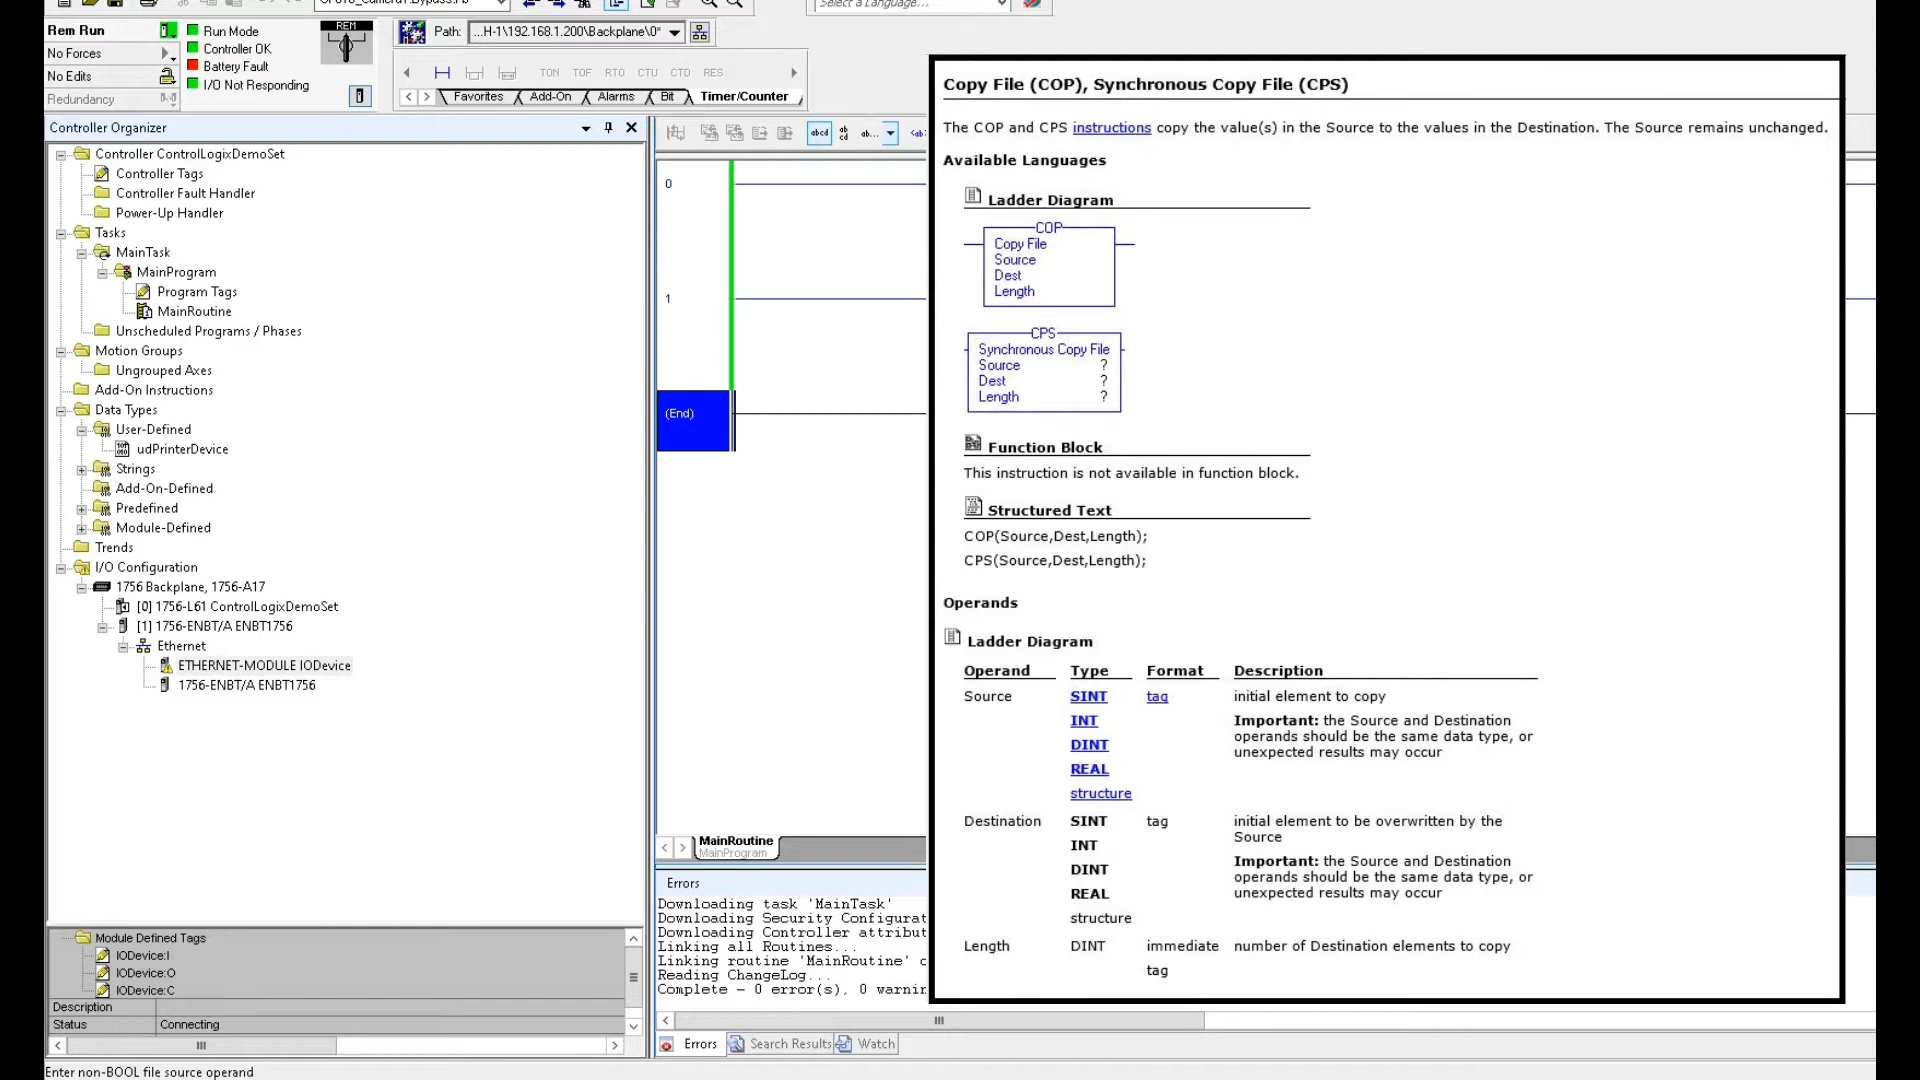 Select a Language...
Rem Run
Run Mode
No Forces
Controller OK
No Edits
Battery Fault
Redundancy
I/O Not Responding
REM
Path: ...H-1\192.168.1.200\Backplane\0*
TON TOF RTO CTU CTD RES
Favorites Add-On Alarms Bit Timer/Counter
Controller Organizer
Controller ControlLogixDemoSet
Controller Tags
Controller Fault Handler
Power-Up Handler
Tasks
MainTask
MainProgram
Program Tags
MainRoutine
Unscheduled Programs / Phases
Motion Groups
Ungrouped Axes
Add-On Instructions
Data Types
User-Defined
udPrinterDevice
Strings
Add-On-Defined
Predefined
Module-Defined
Trends
I/O Configuration
1756 Backplane, 1756-A17
[0] 1756-L61 ControlLogixDemoSet
[1] 1756-ENBT/A ENBT1756
Ethernet
ETHERNET-MODULE IODevice
1756-ENBT/A ENBT1756
Module Defined Tags
IODevice:I
IODevice:O
IODevice:C
Description
Status Connecting
Enter non-BOOL file source operand
abcd
ab
cd
ab...
0
1
(End)
MainRoutine
MainProgram
Errors
Downloading task 'MainTask'
Downloading Security Configurat
Downloading Controller attribut
Linking all Routines...
Linking routine 'MainRoutine'
Reading ChangeLog...
Complete - 0 error(s), 0 warnin
Errors Search Results Watch
Copy File (COP), Synchronous Copy File (CPS)
The COP and CPS instructions copy the value(s) in the Source to the values in the Destination. The Source remains unchanged.
Available Languages
Ladder Diagram
COP
Copy File
Source
Dest
Length
CPS
Synchronous Copy File
Source ?
Dest ?
Length ?
Function Block
This instruction is not available in function block.
Structured Text
COP(Source,Dest,Length);
CPS(Source,Dest,Length);
Operands
Ladder Diagram
Operand Type Format Description
Source SINT tag initial element to copy
INT
Important: the Source and Destination
operands should be the same data type, or
unexpected results may occur
DINT
REAL
structure
Destination SINT tag initial element to be overwritten by the
Source
INT
Important: the Source and Destination
operands should be the same data type, or
unexpected results may occur
DINT
REAL
structure
Length DINT immediate number of Destination elements to copy
tag